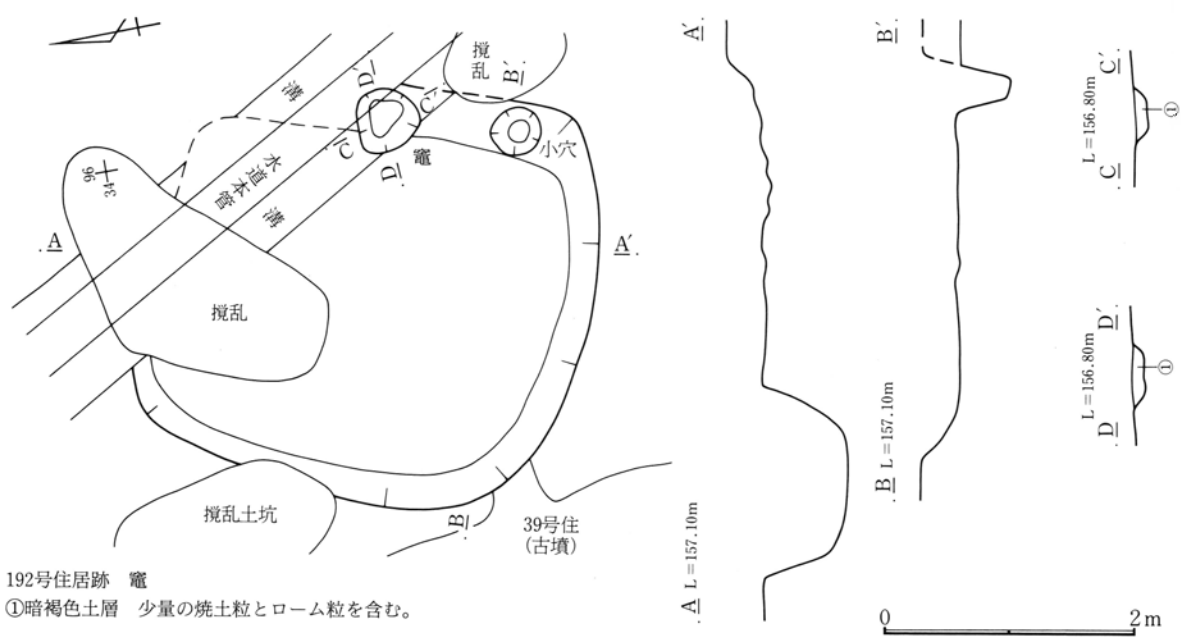 溝
水道本管
溝
撹乱
竈
小穴
D′
C′
C
D
B′
34
96
A
A′
撹乱
撹乱土坑
B
39号住
(古墳)
A′
A L=157.10m
B′
B L=157.10m
C′
L=156.80m
C
①
D′
L=156.80m
D
①
0 2m
192号住居跡 竈
①暗褐色土層 少量の焼土粒とローム粒を含む。